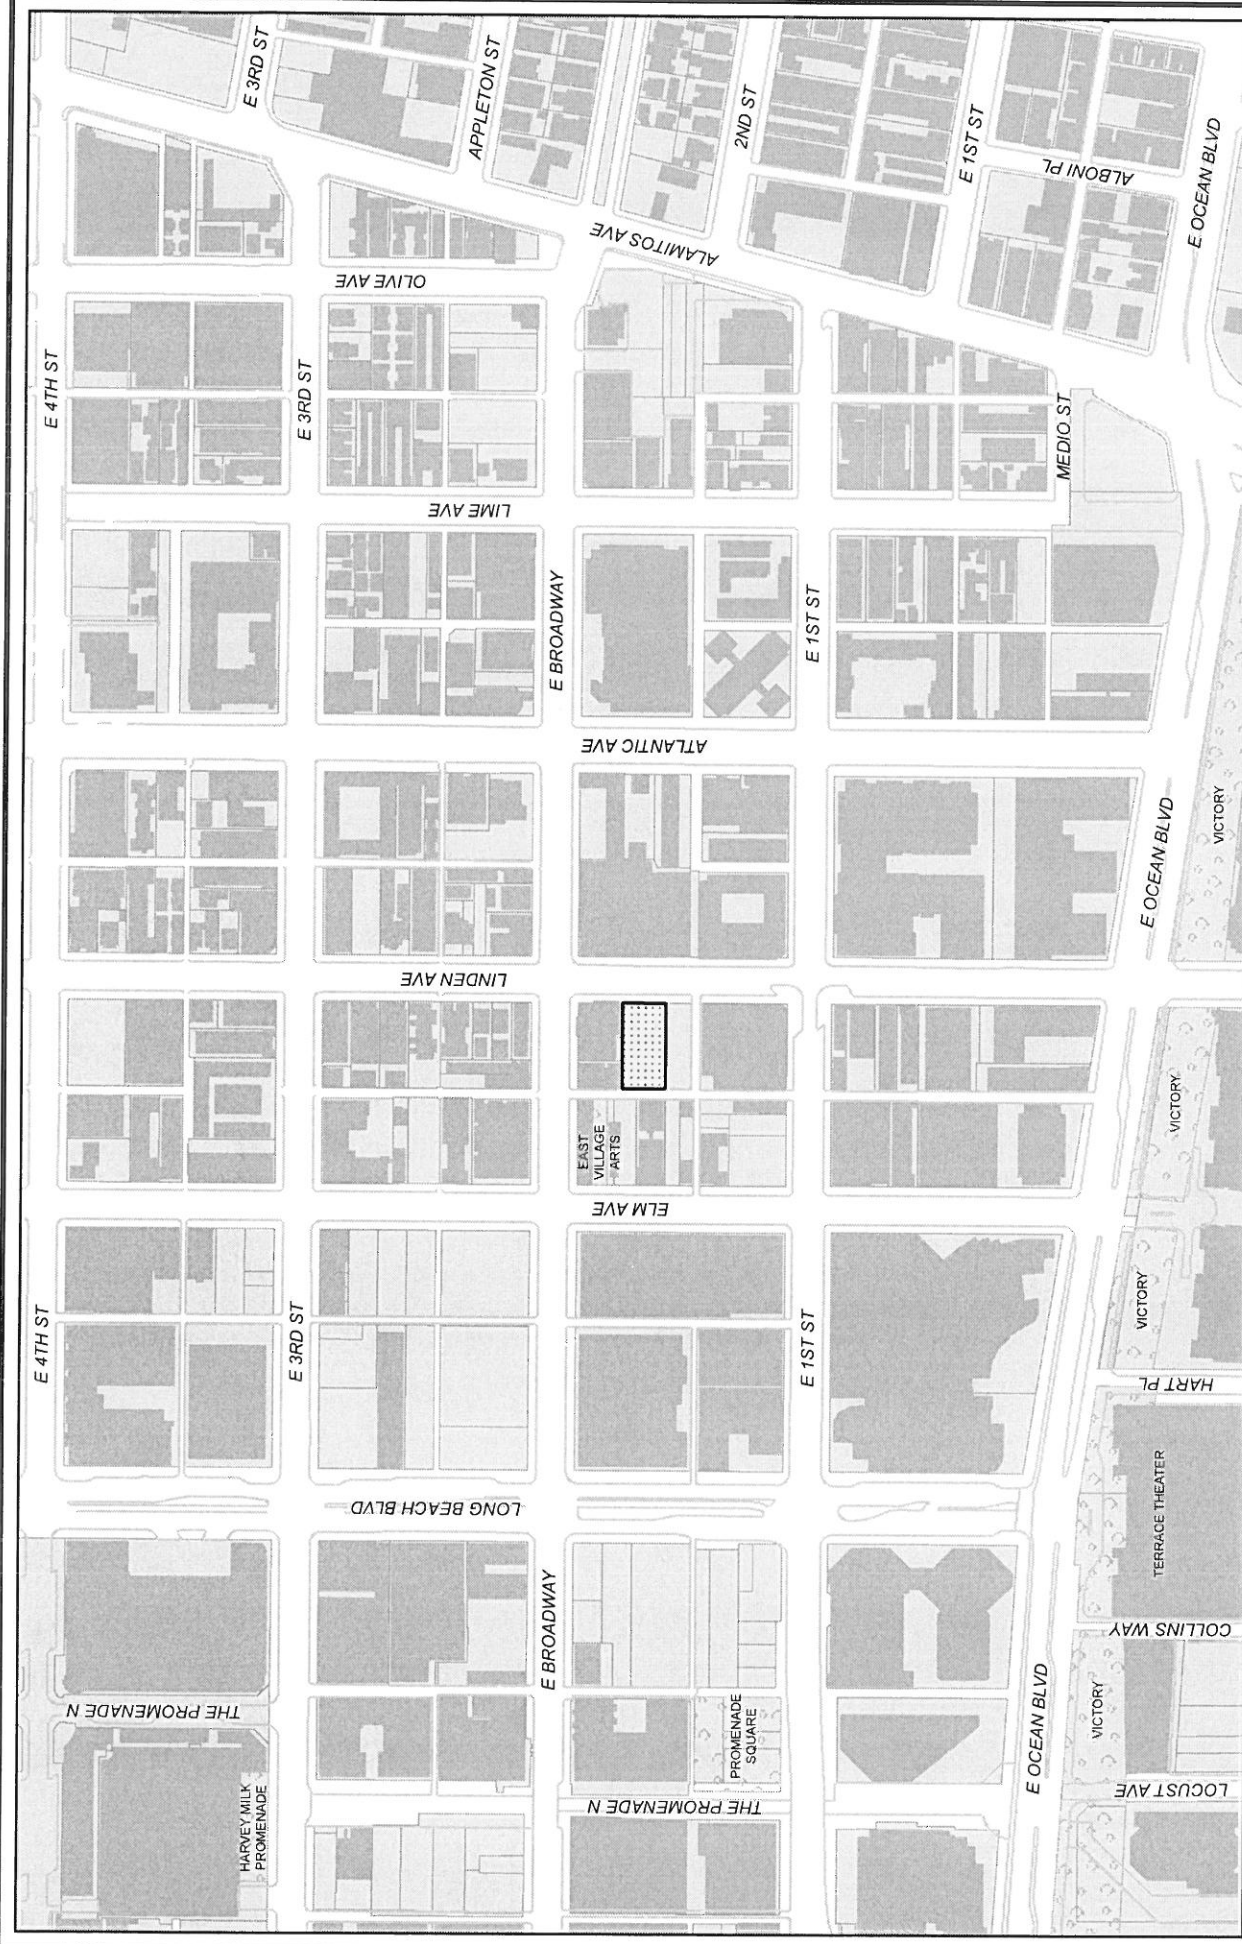 E 3RD ST
APPLETON ST
2ND ST
E 1ST ST
ALBONI PL
E OCEAN BLVD
ALAMITOS AVE
OLIVE AVE
E 4TH ST
E 3RD ST
MEDIO ST
LIME AVE
E BROADWAY
E 1ST ST
ATLANTIC AVE
E OCEAN BLVD
VICTORY
LINDEN AVE
EAST
VILLAGE
ARTS
VICTORY
ELM AVE
E 4TH ST
E 3RD ST
E 1ST ST
VICTORY
HART PL
LONG BEACH BLVD
TERRACE THEATER
E BROADWAY
COLLINS WAY
THE PROMENADE N
PROMENADE
SQUARE
E OCEAN BLVD
VICTORY
HARVEY MILK
PROMENADE
THE PROMENADE N
LOCUST AVE